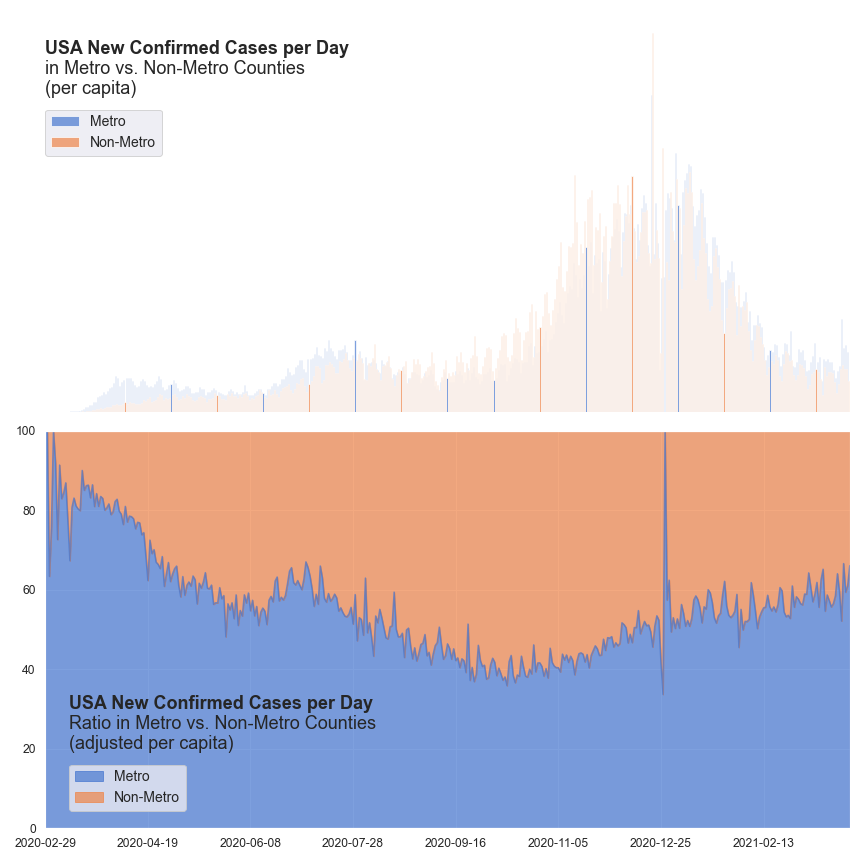 USA New Confirmed Cases per Day
in Metro vs. Non-Metro Counties
(per capita)
Metro
Non-Metro
100
80
60
40
20
0
USA New Confirmed Cases per Day
Ratio in Metro vs. Non-Metro Counties
(adjusted per capita)
Metro
Non-Metro
2020-02-29 2020-04-19 2020-06-08 2020-07-28 2020-09-16 2020-11-05 2020-12-25 2021-02-13